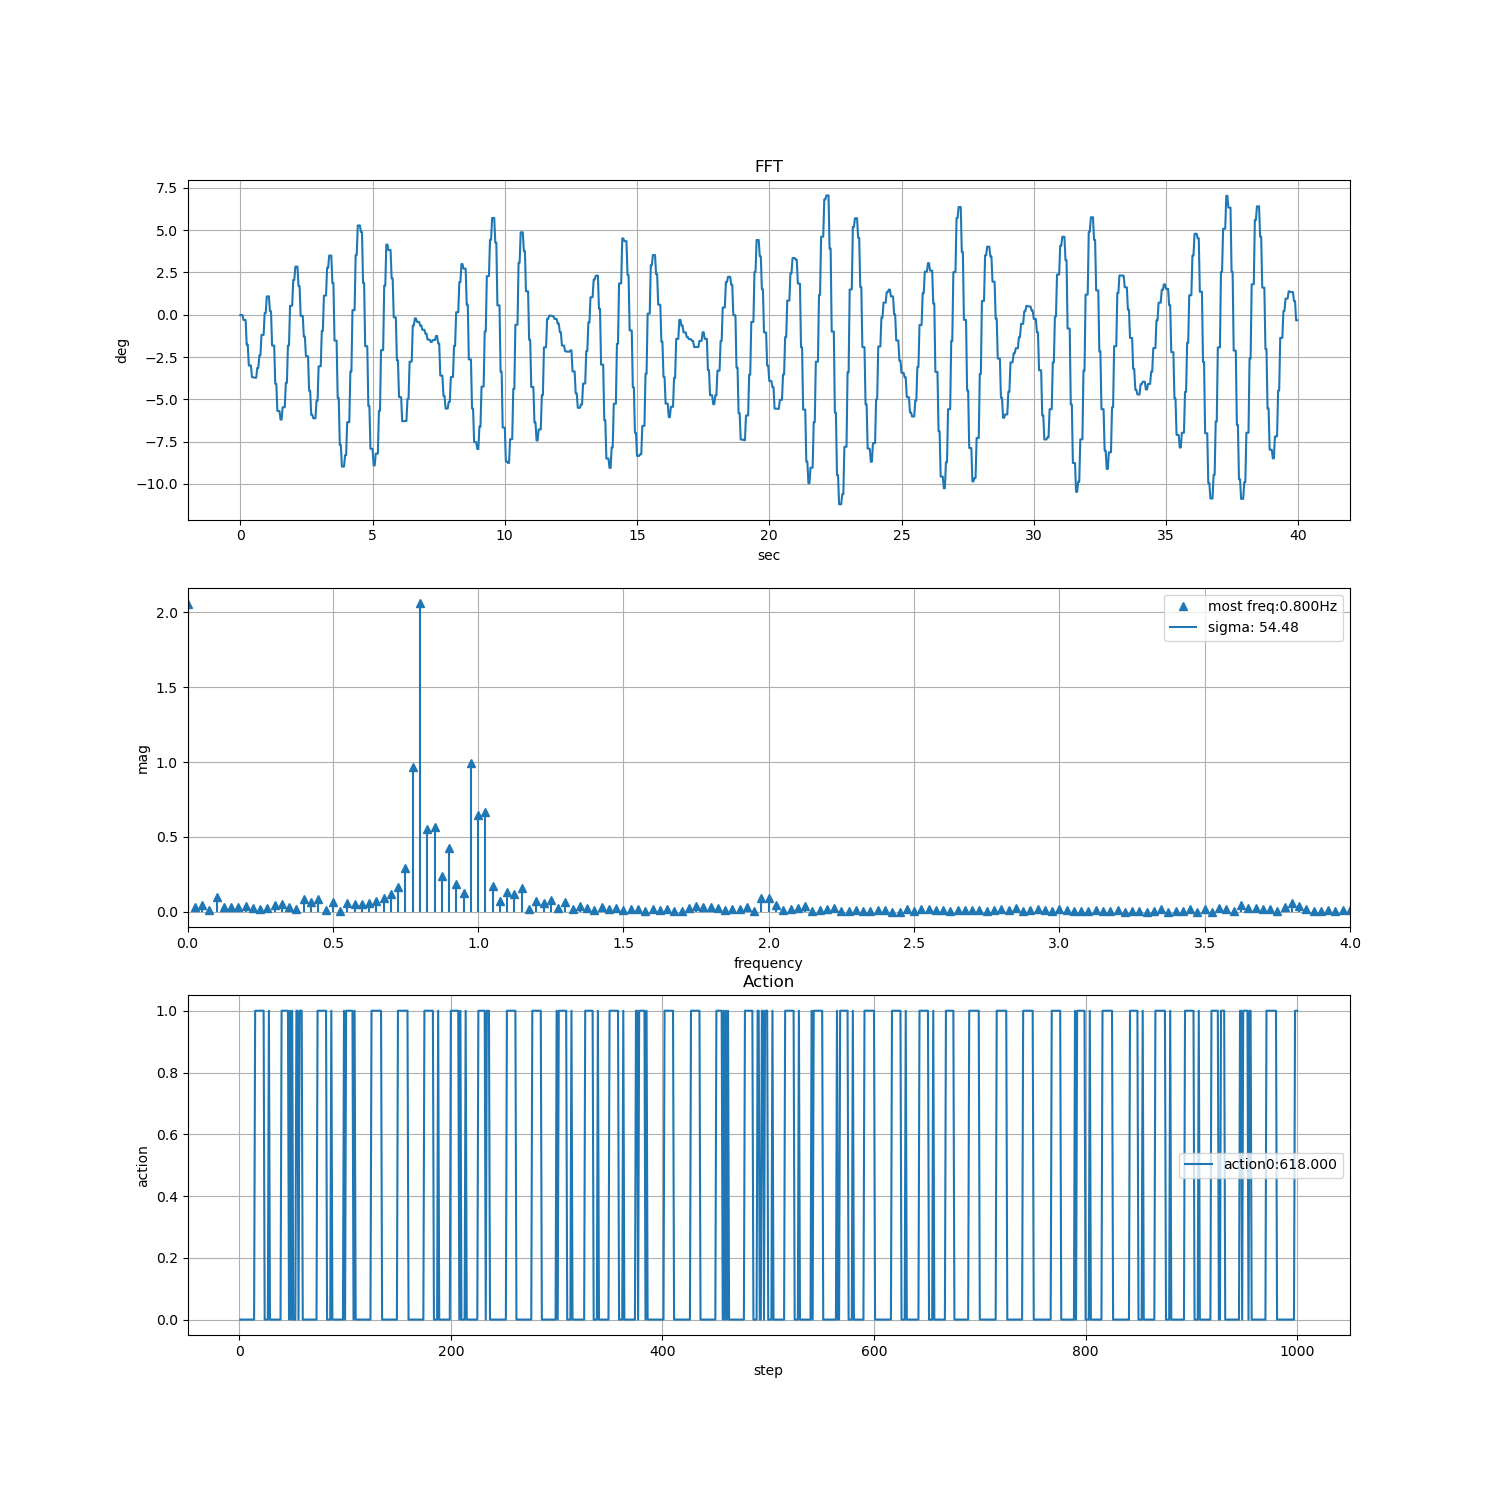 FFT
7.5
5.0
2.5
0.0
−2.5
−5.0
−7.5
−10.0
deg
0 5 10 15 20 25 30 35 40
sec
most freq:0.800Hz
sigma: 54.48
2.0
1.5
1.0
0.5
0.0
mag
0.0 0.5 1.0 1.5 2.0 2.5 3.0 3.5 4.0
frequency
Action
1.0
0.8
0.6
0.4
0.2
0.0
action
action0:618.000
0 200 400 600 800 1000
step